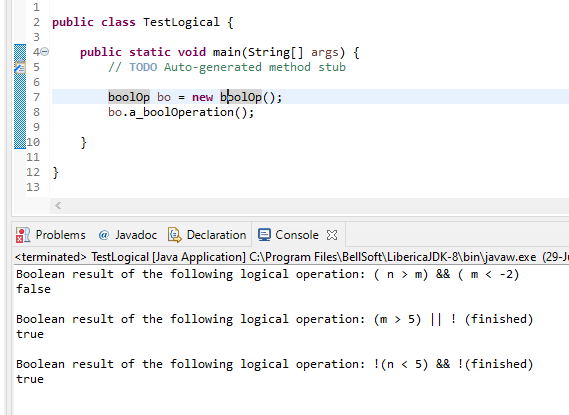 1
2 public class TestLogical {
3
4 public static void main(String[] args) {
5 // TODO Auto-generated method stub
6
7 boolOp bo = new boolOp();
8 bo.a_boolOperation();
9
10 }
11
12 }
13
Problems @ Javadoc Declaration Console
<terminated> TestLogical [Java Application] C:\Program Files\BellSoft\LibericaJDK-8\bin\javaw.exe (29-Ju
Boolean result of the following logical operation: ( n > m) && ( m < -2)
false
Boolean result of the following logical operation: (m > 5) || ! (finished)
true
Boolean result of the following logical operation: !(n < 5) && !(finished)
true